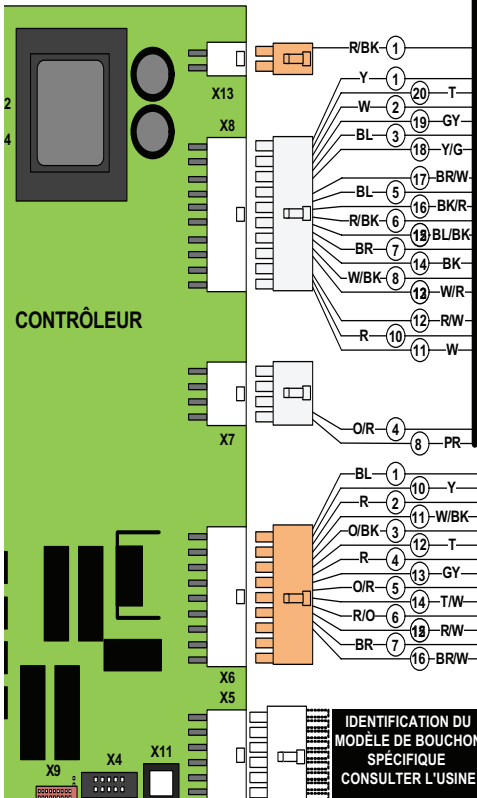 2
4
X13
X8
CONTRÔLEUR
X7
X6
X5
X9
X4
X11
R/BK 1
Y 1
20 T
W 2
19 GY
BL 3
18 Y/G
17 BR/W
BL 5
16 BK/R
R/BK 6
BL/BK
BR 7
14 BK
W/BK 8
W/R
12 R/W
R 10
11 W
O/R 4
8 PR
BL 1
10 Y
R 2
11 W/BK
O/BK 3
12 T
R 4
13 GY
O/R 5
14 T/W
R/O 6
R/W
BR 7
16 BR/W
IDENTIFICATION DU
MODÈLE DE BOUCHON
SPÉCIFIQUE
CONSULTER L'USINE